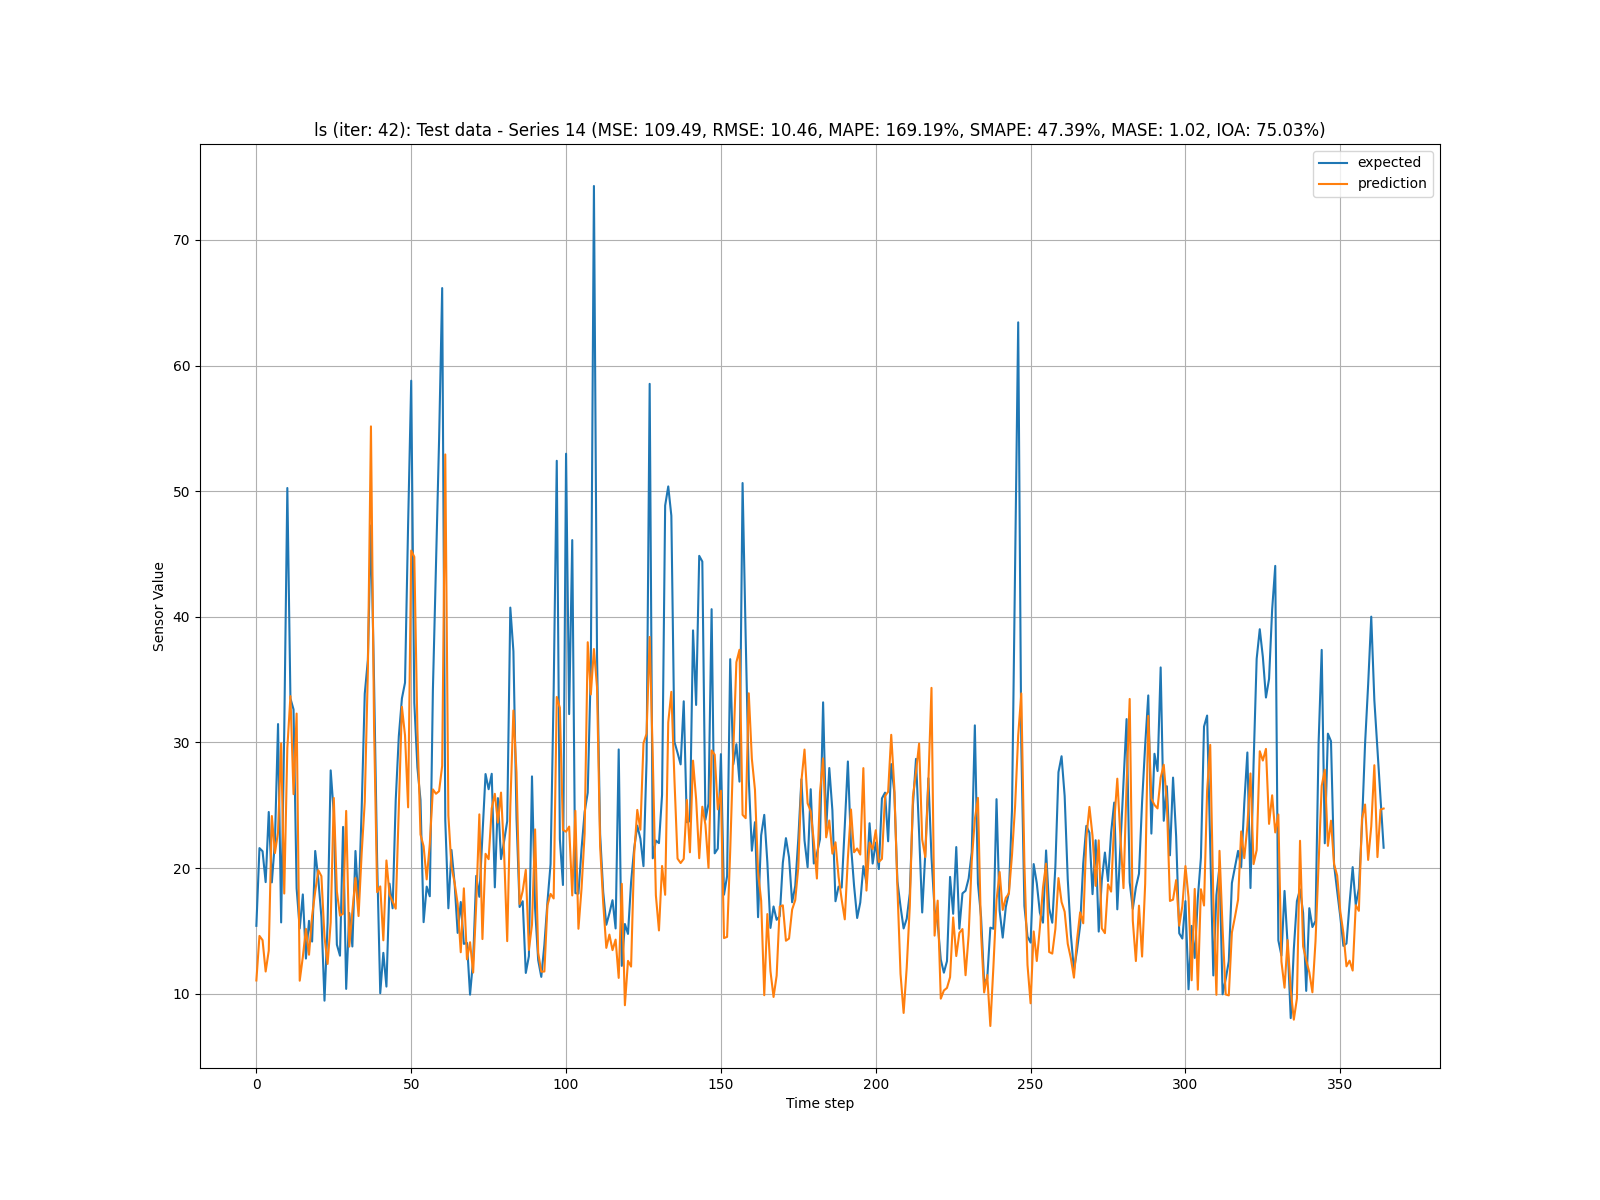 ls (iter: 42): Test data - Series 14 (MSE: 109.49, RMSE: 10.46, MAPE: 169.19%, SMAPE: 47.39%, MASE: 1.02, IOA: 75.03%)
expected
prediction
70
60
50
40
30
20
10
Sensor Value
0 50 100 150 200 250 300 350
Time step